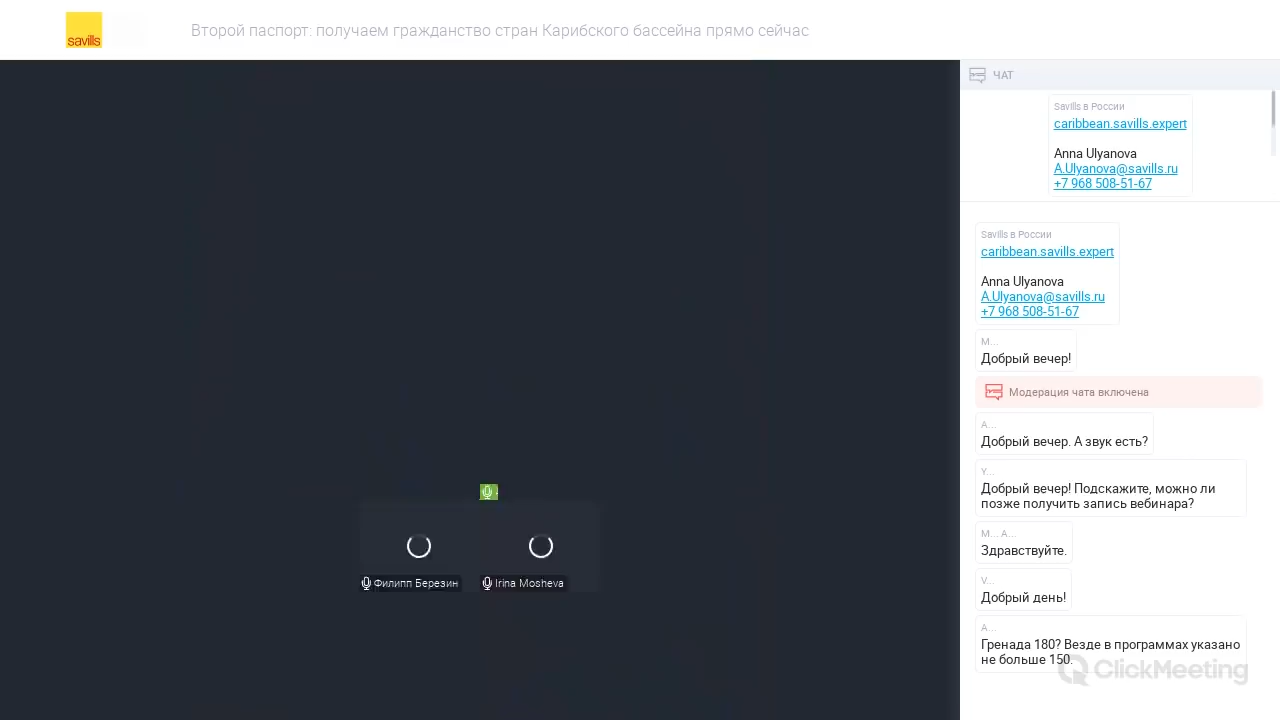 savills
Второй паспорт: получаем гражданство стран Карибского бассейна прямо сейчас
ЧАТ
Savills в России
caribbean.savills.expert
Anna Ulyanova
A.Ulyanova@savills.ru
+7 968 508-51-67
Savills в России
caribbean.savills.expert
Anna Ulyanova
A.Ulyanova@savills.ru
+7 968 508-51-67
M...
Добрый вечер!
Модерация чата включена
A...
Добрый вечер. А звук есть?
Y...
Добрый вечер! Подскажите, можно ли
позже получить запись вебинара?
M... A...
Здравствуйте.
V...
Добрый день!
A...
Гренада 180? Везде в программах указано
не больше 150.
Филипп Березин
Irina Mosheva
ClickMeeting